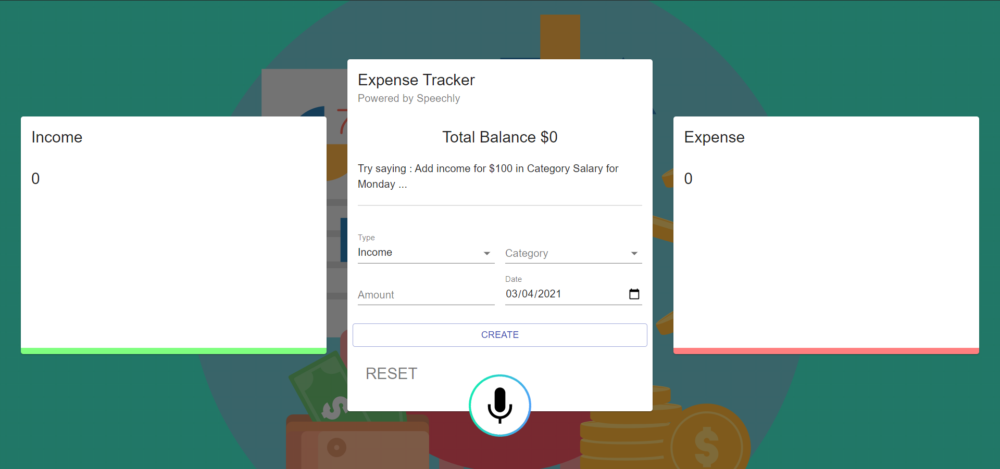 Expense Tracker
Powered by Speechly
Total Balance $0
Try saying : Add income for $100 in Category Salary for
Monday ...
Income
0
Expense
0
Type
Income
Category
Amount
Date
03/04/2021
CREATE
RESET
$
$